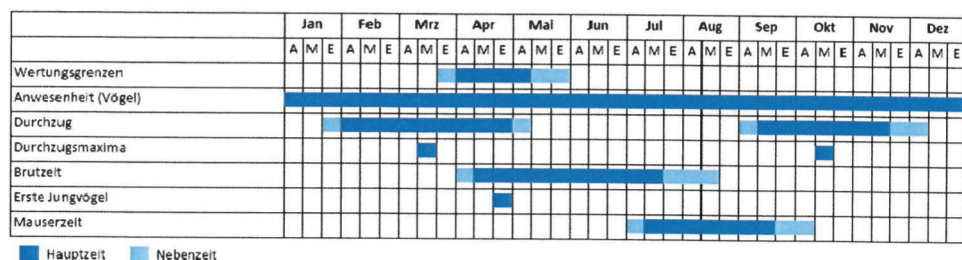 Jan Feb Mrz Apr Mai Jun Jul Aug Sep Okt Nov Dez
A M E A M E A M E A M E A M E A M E A M E A M E A M E A M E A M E A M E
Wertungsgrenzen
Anwesenheit (Vögel)
Durchzug
Durchzugsmaxima
Brutzeit
Erste Jungvögel
Mauserzeit
Hauptzeit Nebenzeit